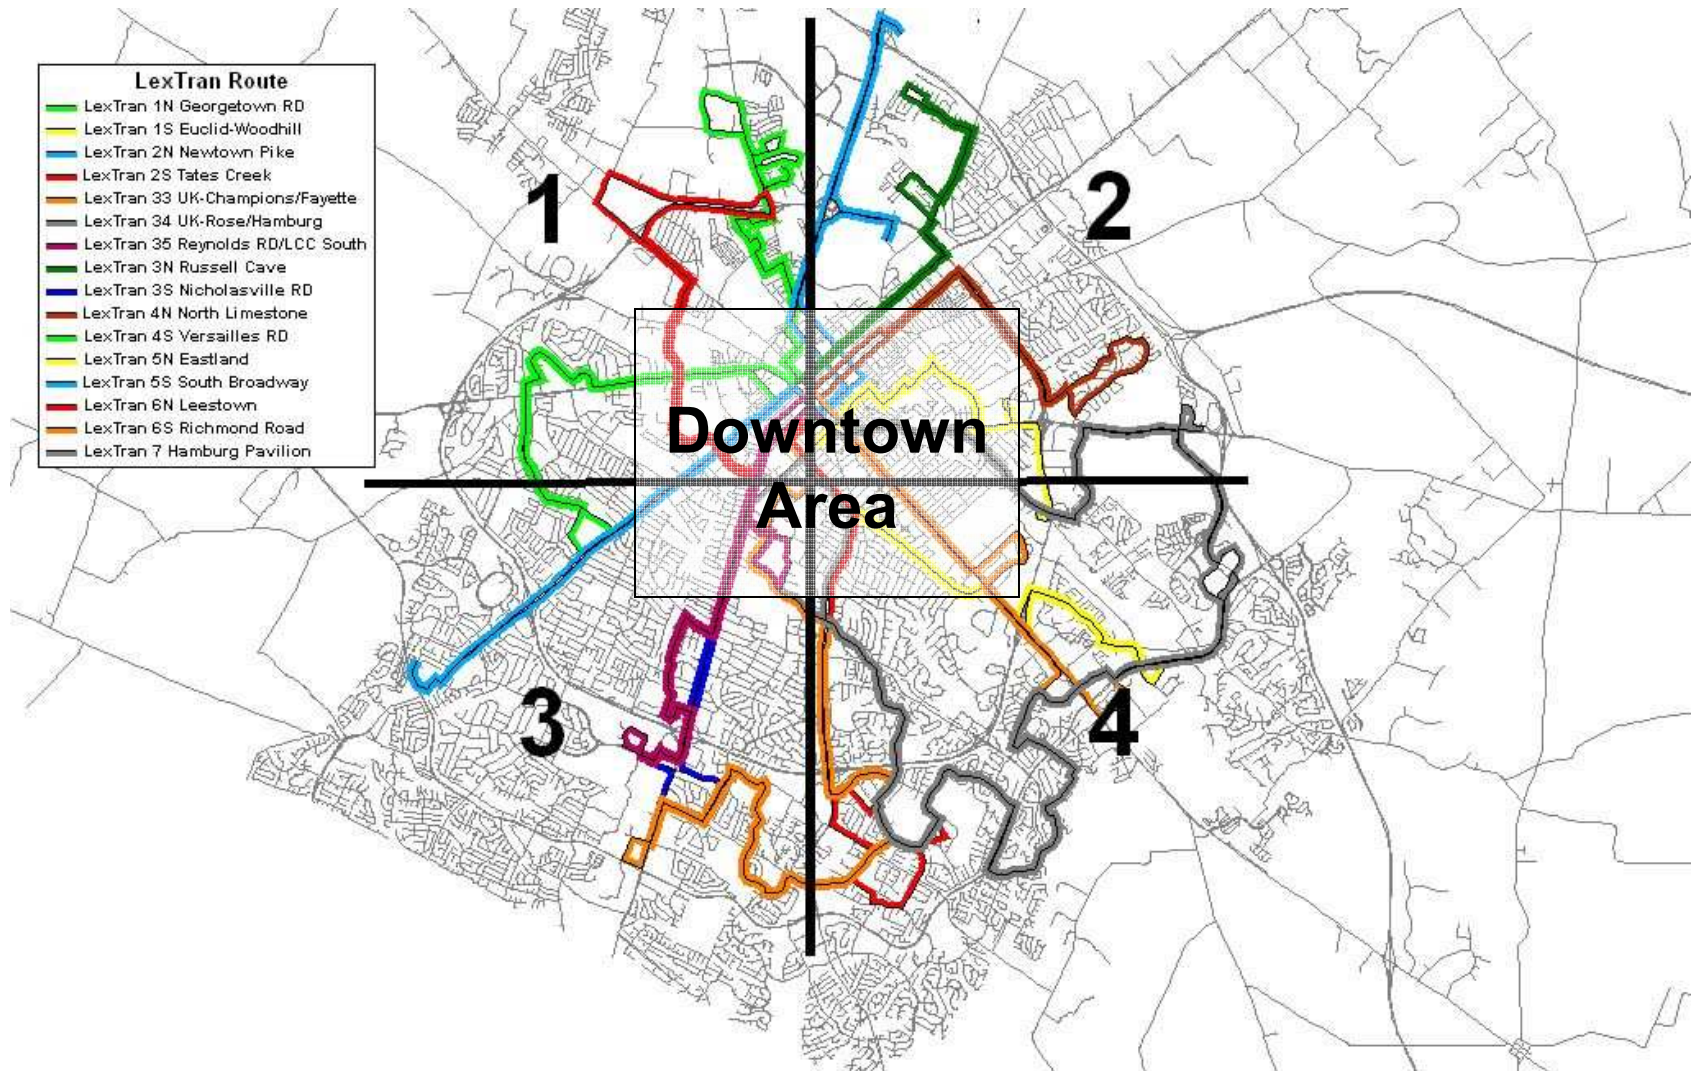 LexTran Route
LexTran 1N Georgetown RD
LexTran 1S Euclid-Woodhill
LexTran 2N Newtown Pike
LexTran 2S Tates Creek
LexTran 33 UK-Champions/Fayette
LexTran 34 UK-Rose/Hamburg
LexTran 35 Reynolds RD/LCC South
LexTran 3N Russell Cave
LexTran 3S Nicholasville RD
LexTran 4N North Limestone
LexTran 4S Versailles RD
LexTran 5N Eastland
LexTran 5S South Broadway
LexTran 6N Leestown
LexTran 6S Richmond Road
LexTran 7 Hamburg Pavilion
1
2
Downtown
Area
3
4